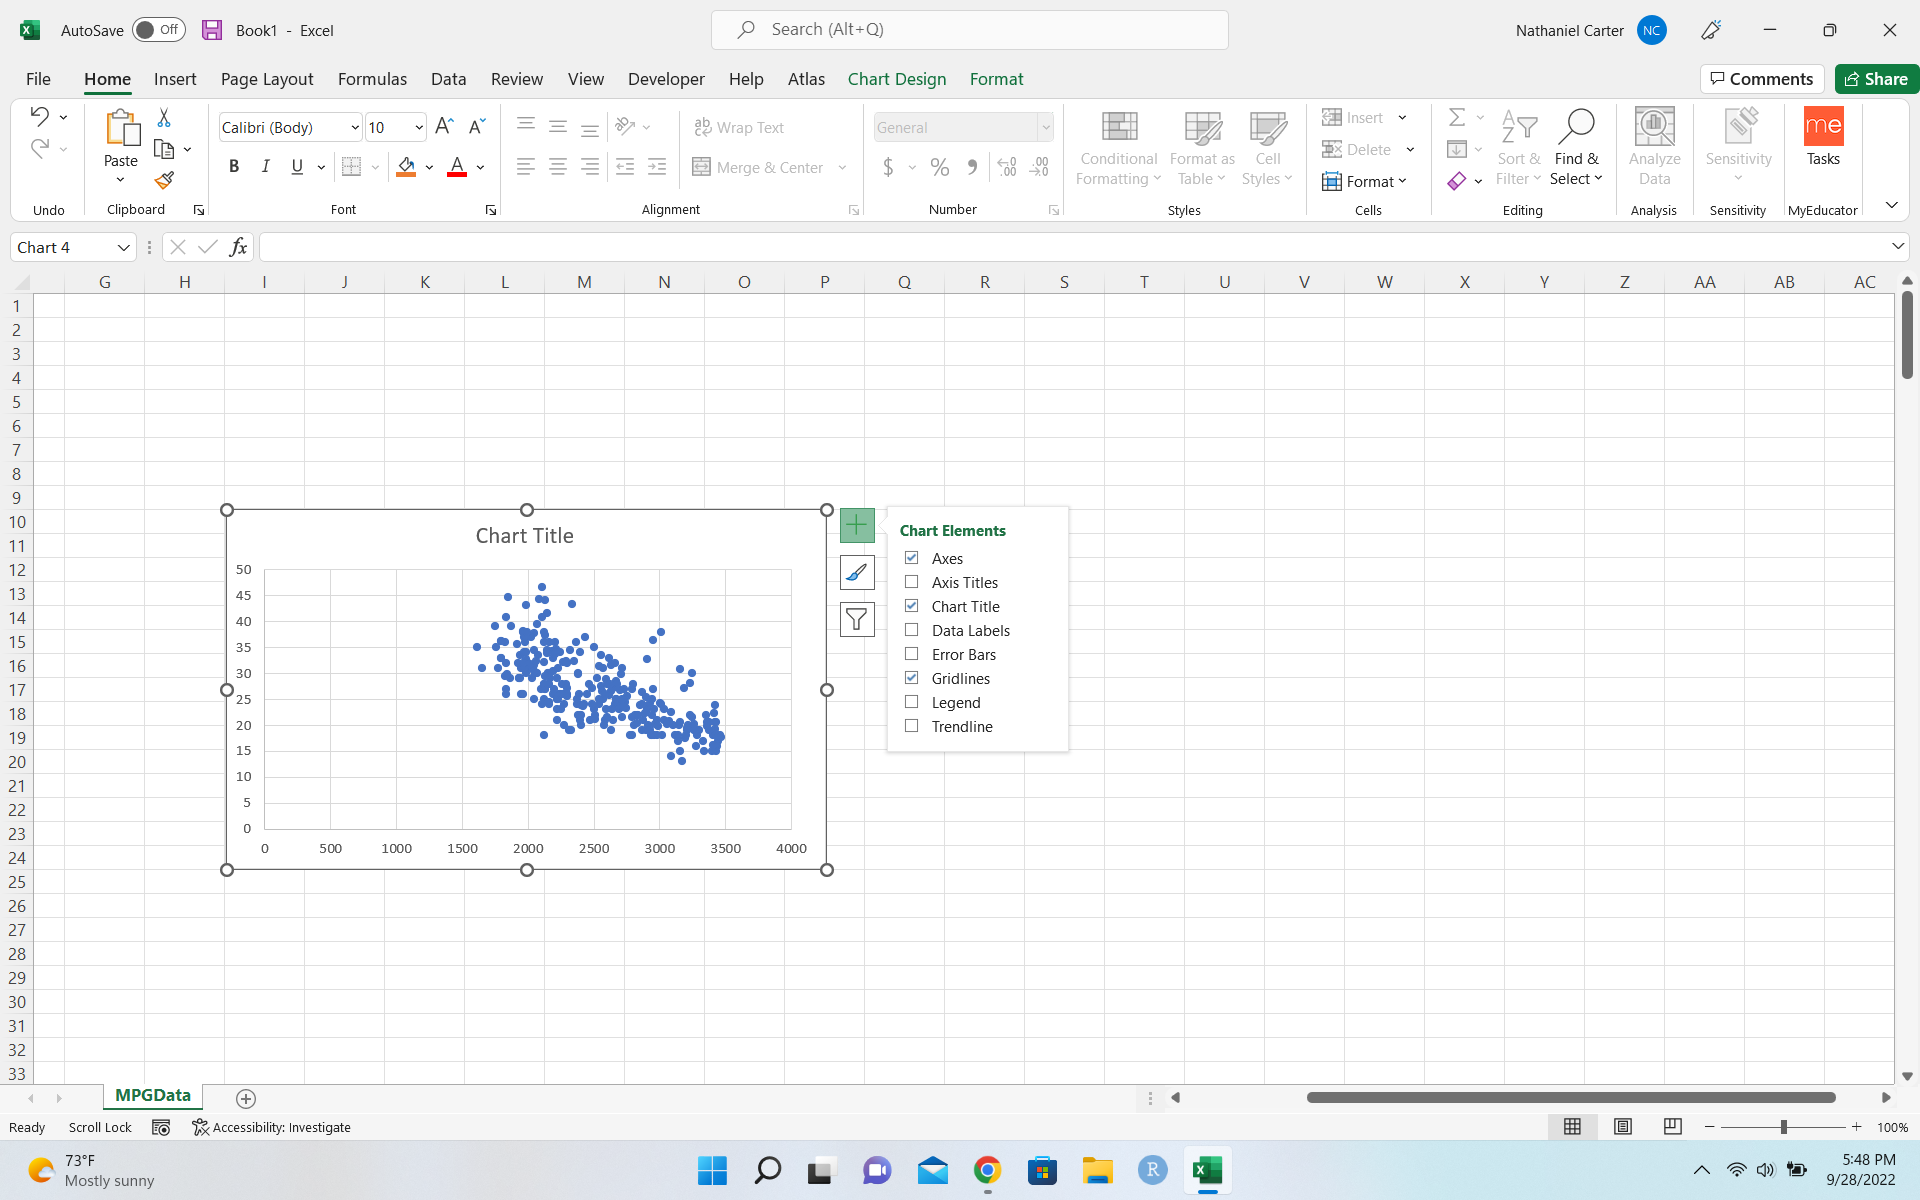 AutoSave Off Book1 - Excel Search (Alt+Q) Nathaniel Carter NC
File Home Insert Page Layout Formulas Data Review View Developer Help Atlas Chart Design Format Comments Share
Calibri (Body) 10 ab Wrap Text General Insert me
Paste B I U A Merge & Center $ % Conditional Formatting Format as Table Cell Styles Delete Sort & Filter Find & Select Analyze Data Sensitivity Tasks
Format
Undo Clipboard Font Alignment Number Styles Cells Editing Analysis Sensitivity MyEducator
Chart 4 fx
G H I J K L M N O P Q R S T U V W X Y Z AA AB AC
1
2
3
4
5
6
7
8
9
10
11
12
13
14
15
16
17
18
19
20
21
22
23
24
25
26
27
28
29
30
31
32
33
Chart Title
50
45
40
35
30
25
20
15
10
5
0
0 500 1000 1500 2000 2500 3000 3500 4000
Chart Elements
Axes
Axis Titles
Chart Title
Data Labels
Error Bars
Gridlines
Legend
Trendline
MPGData
Ready Scroll Lock Accessibility: Investigate 100%
73°F
Mostly sunny
R
5:48 PM
9/28/2022